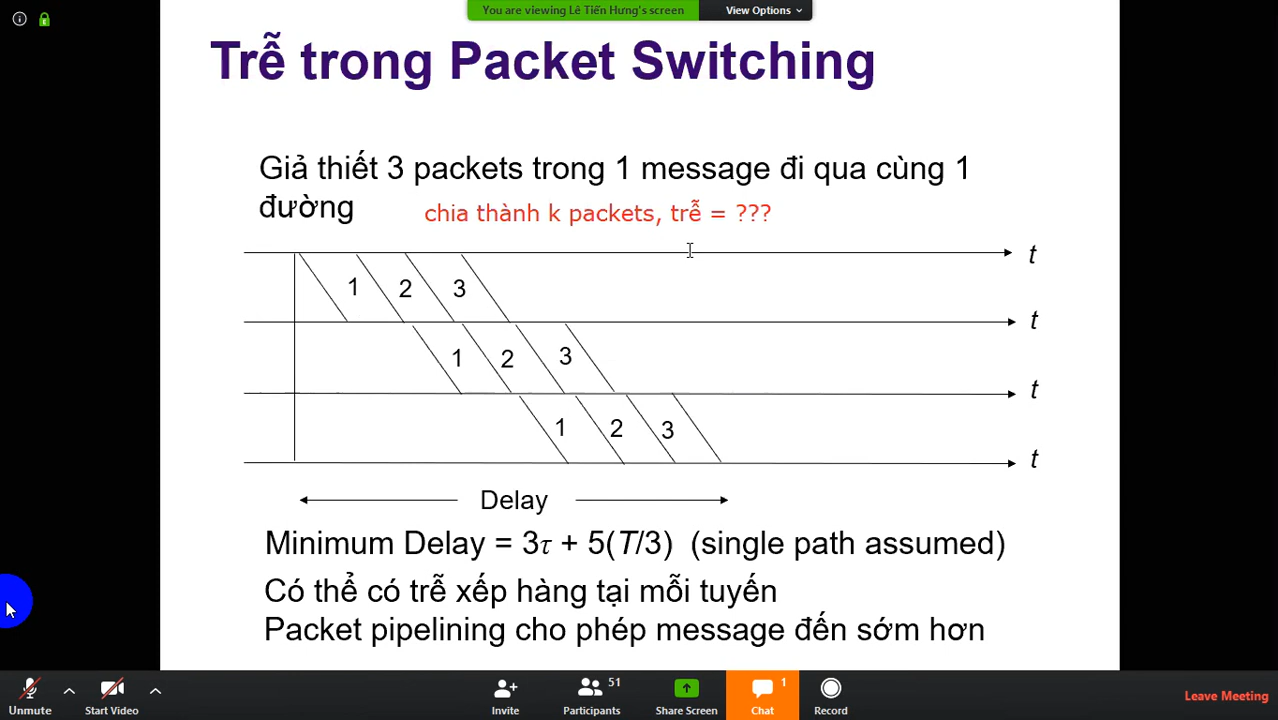 You are viewing Lê Tiến Hưng's screen
View Options
Trễ trong Packet Switching
Giả thiết 3 packets trong 1 message đi qua cùng 1
đường
chia thành k packets, trễ = ???
t
1 2 3
t
1 2 3
t
1 2 3
t
Delay
Minimum Delay = 3τ + 5(T/3) (single path assumed)
Có thể có trễ xếp hàng tại mỗi tuyến
Packet pipelining cho phép message đến sớm hơn
Unmute
Start Video
Invite
51
Participants
Share Screen
1
Chat
Record
Leave Meeting